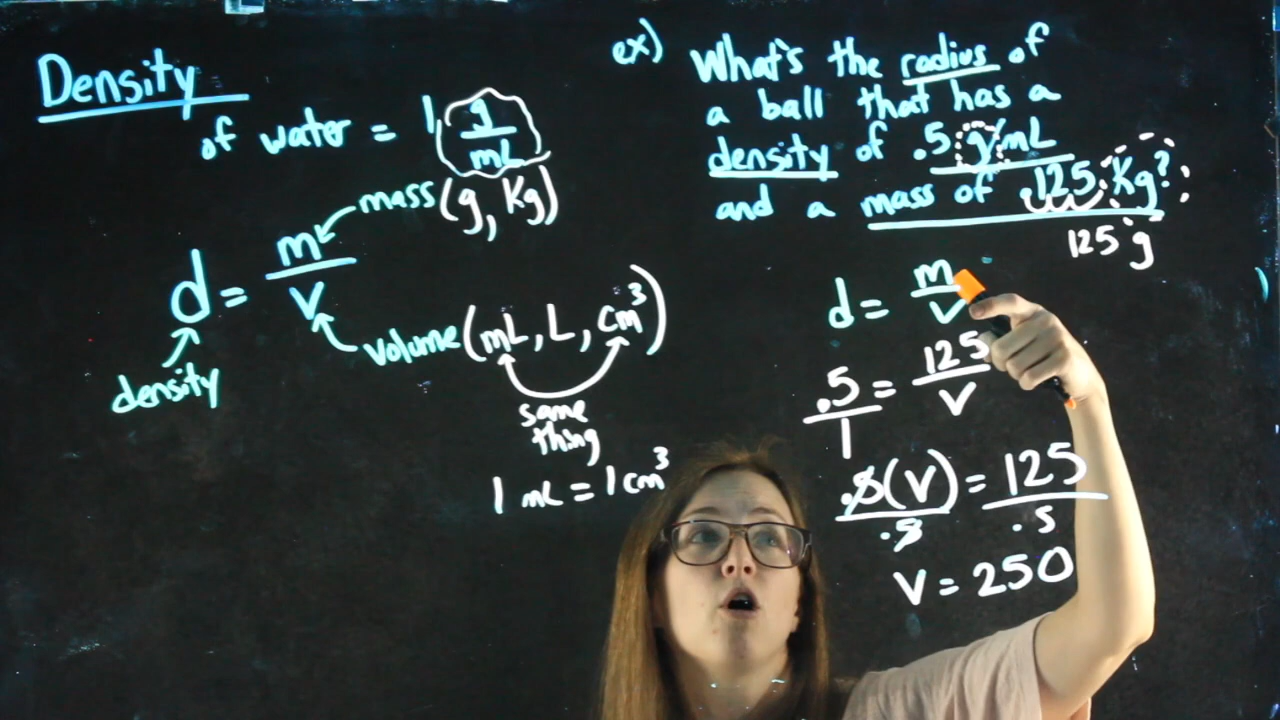 Density
of water = 1 g/mL
mass (g, Kg)
d = m/v
volume (mL, L, cm³)
density
same
thing
1 mL = 1 cm³
ex) What's the radius of
a ball that has a
density of .5 g/mL
and a mass of .125 Kg?
125 g
d = m/v
.5/1 = 125/v
.5(v)/.5 = 125/.5
v = 250